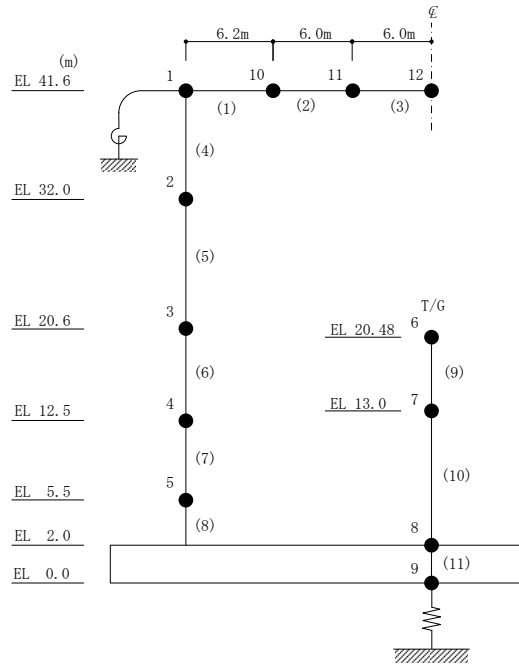 ℄
6.2m 6.0m 6.0m
(m)
EL 41.6 1 10 11 12
(1) (2) (3)
(4)
EL 32.0 2
(5)
T/G
EL 20.6 3 EL 20.48 6
(6) (9)
EL 12.5 4 EL 13.0 7
(7) (10)
EL 5.5 5
(8)
EL 2.0 8
(11)
EL 0.0 9